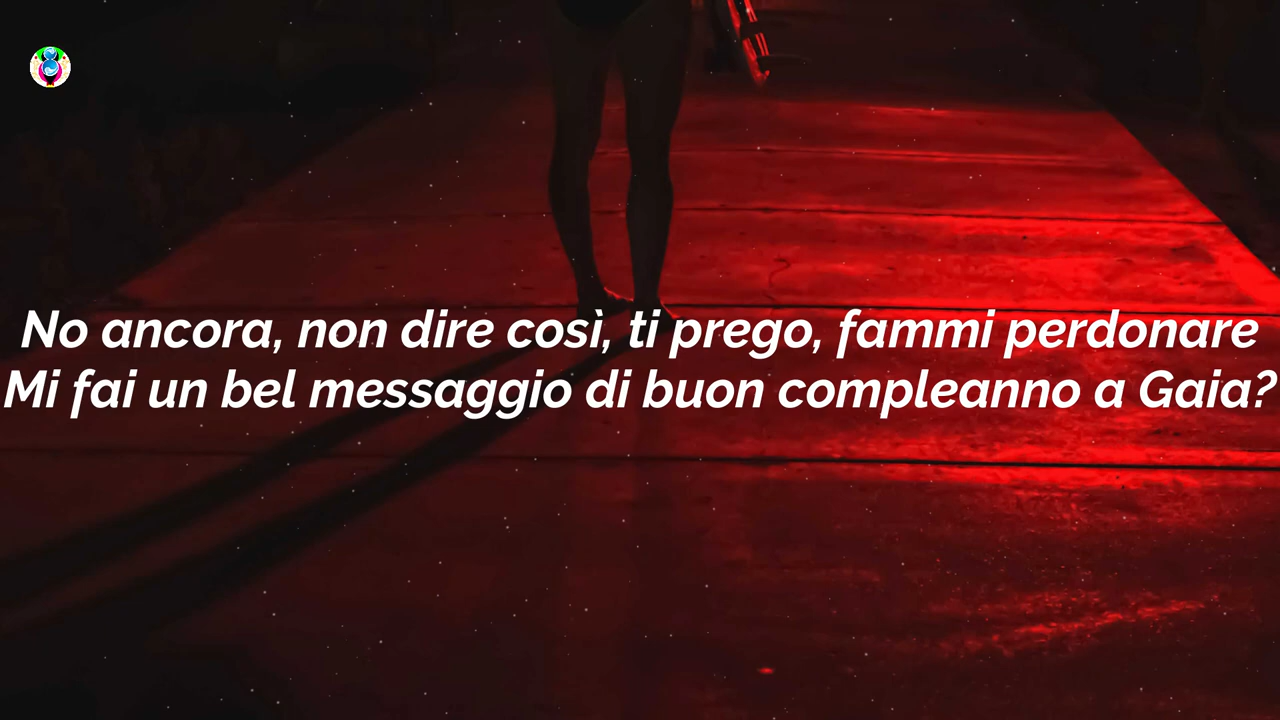 No ancora, non dire così, ti prego, fammi perdonare
Mi fai un bel messaggio di buon compleanno a Gaia?